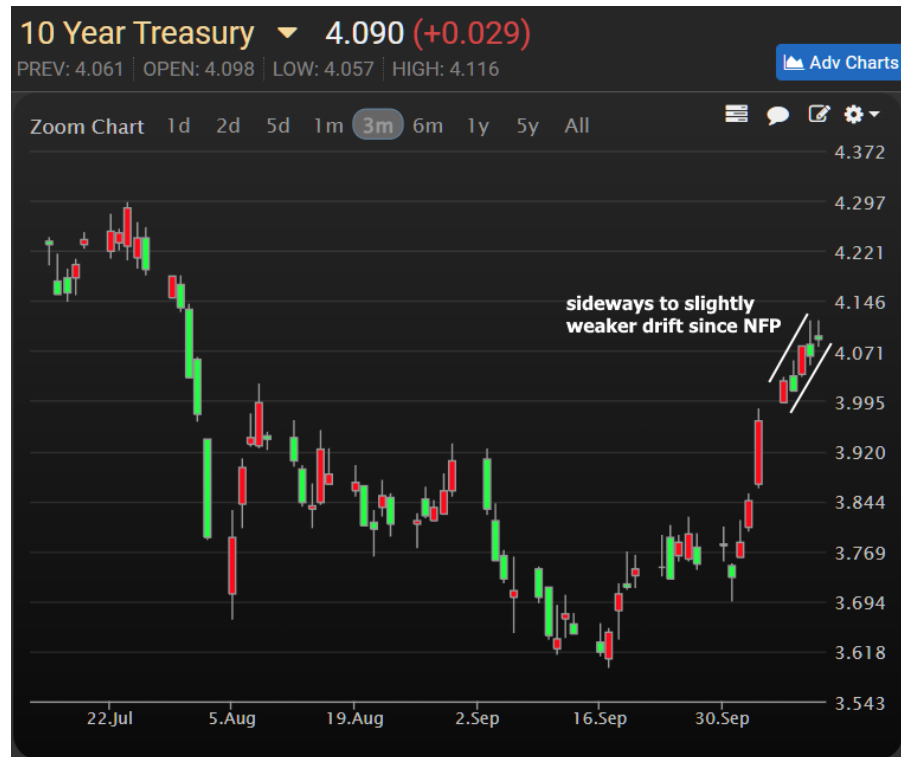 10 Year Treasury 4.090 (+0.029)
PREV: 4.061 OPEN: 4.098 LOW: 4.057 HIGH: 4.116
Adv Charts
Zoom Chart 1d 2d 5d 1m 3m 6m 1y 5y All
4.372
4.297
4.221
4.146
sideways to slightly
weaker drift since NFP
4.071
3.995
3.920
3.844
3.769
3.694
3.618
3.543
22.Jul 5.Aug 19.Aug 2.Sep 16.Sep 30.Sep